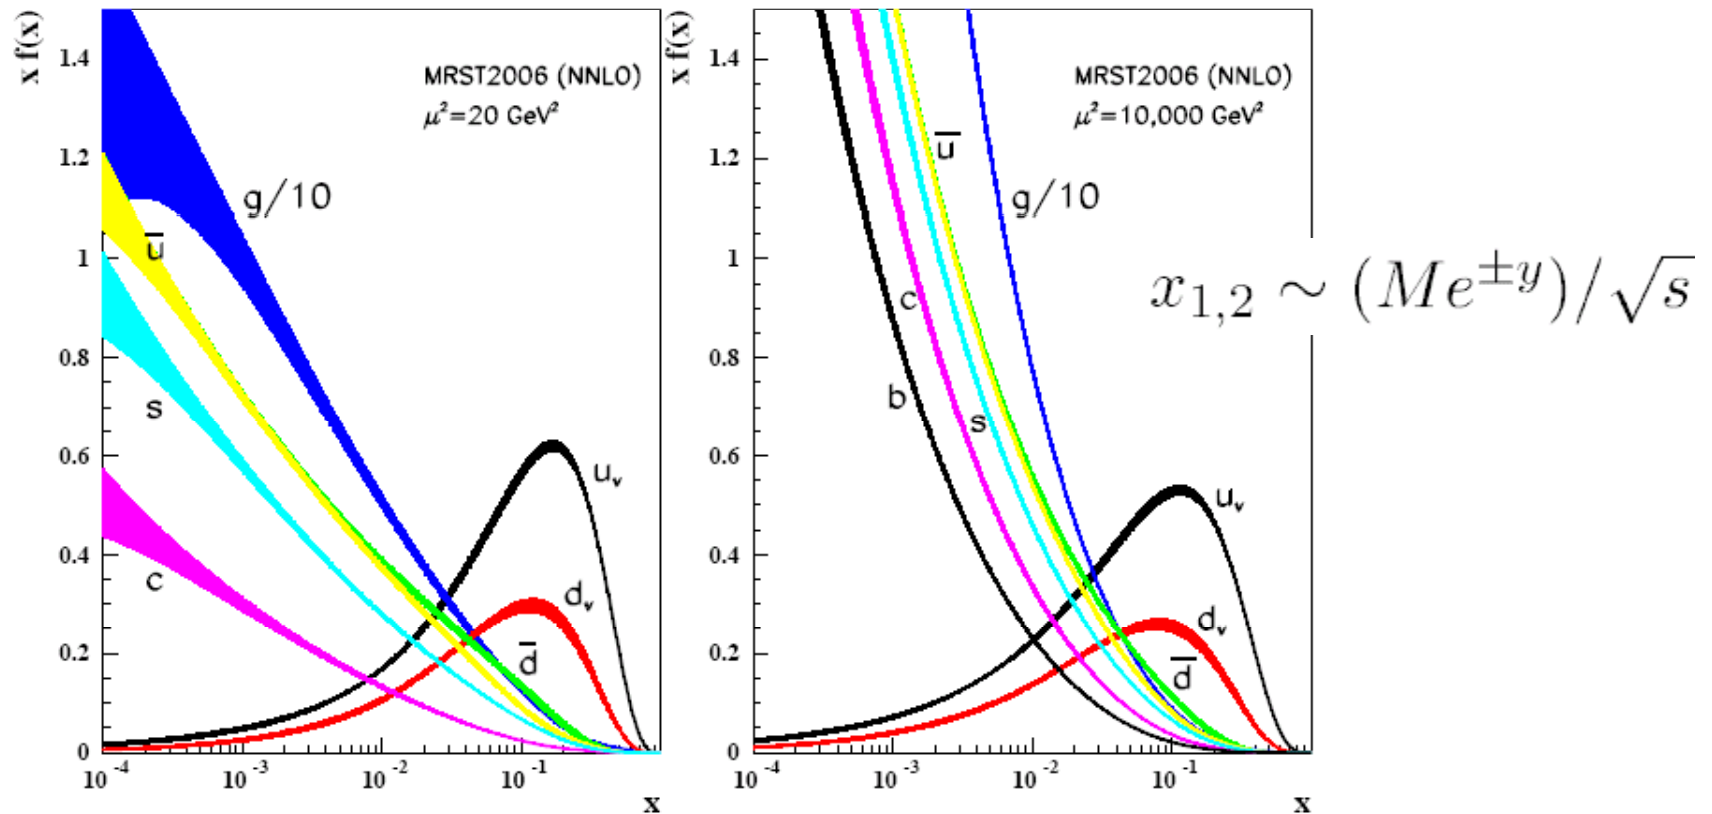 x f(x)
MRST2006 (NNLO)
μ²=20 GeV²
g/10
ū
s
c
u_v
d_v
d̄
1.4
1.2
1
0.8
0.6
0.4
0.2
0
10⁻⁴
10⁻³
10⁻²
10⁻¹
x
x f(x)
MRST2006 (NNLO)
μ²=10,000 GeV²
ū
g/10
c
b
s
u_v
d_v
d̄
1.4
1.2
1
0.8
0.6
0.4
0.2
0
10⁻⁴
10⁻³
10⁻²
10⁻¹
x
x_{1,2} ∼ (Me^{±y})/√s